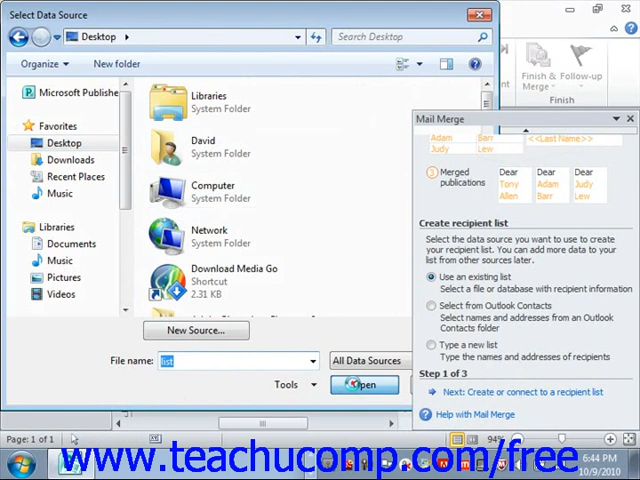 Select Data Source
Desktop
Search Desktop
Organize
New folder
Microsoft Publishe
Favorites
Desktop
Downloads
Recent Places
Music
Libraries
Documents
Music
Pictures
Videos
Libraries
System Folder
David
System Folder
Computer
System Folder
Network
System Folder
Download Media Go
Shortcut
2.31 KB
New Source...
File name:
list
All Data Sources
Tools
Open
Finish & Merge
Follow-up
Finish
Mail Merge
Adam Barr
Judy Lew
<<Last Name>>
3 Merged publications
Dear Tony Allen
Dear Adam Barr
Dear Judy Lew
Create recipient list
Select the data source you want to use to create
your recipient list. You can add more data to your
list from other sources later.
Use an existing list
Select a file or database with recipient information
Select from Outlook Contacts
Select names and addresses from an Outlook
Contacts folder
Type a new list
Type the names and addresses of recipients
Step 1 of 3
Next: Create or connect to a recipient list
Help with Mail Merge
Page: 1 of 1
94%
www.teachucomp.com/free
6:44 PM
10/9/2010